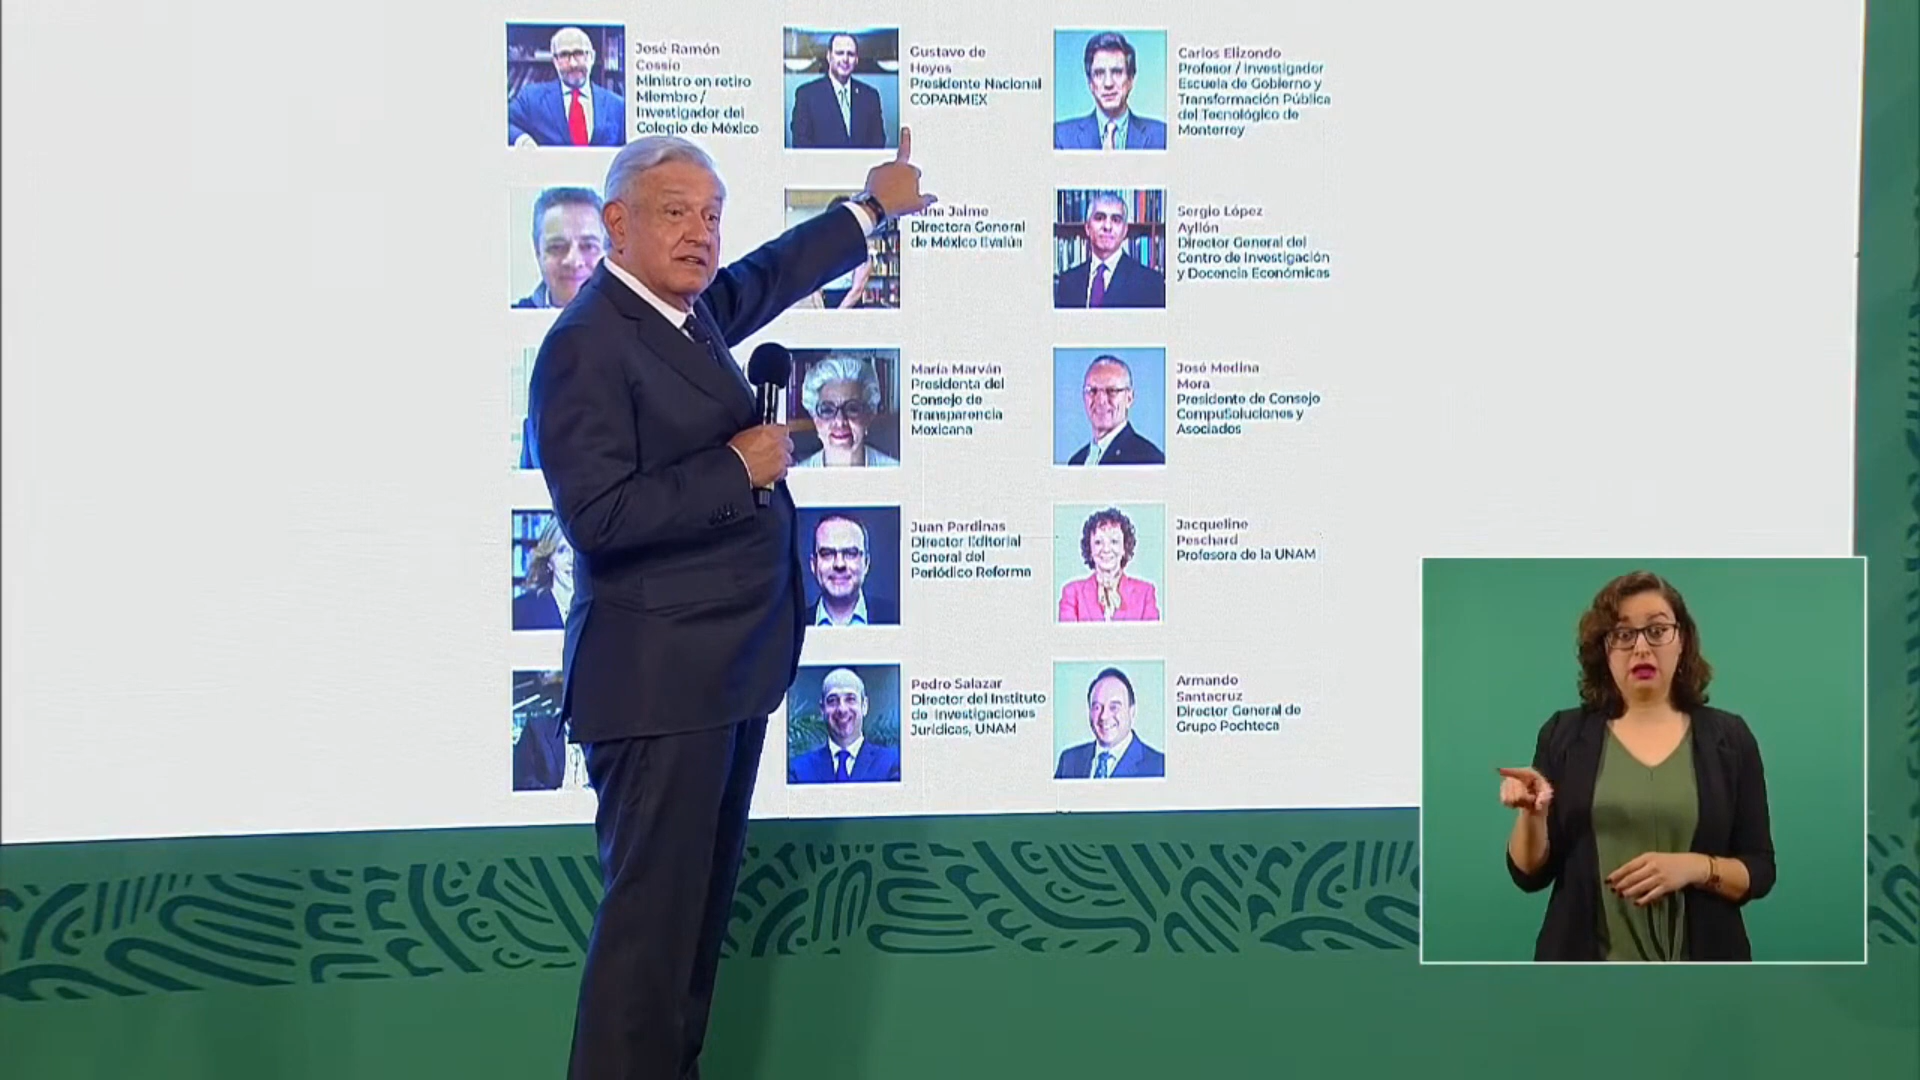 José Ramón
Cossío
Ministro en retiro
Miembro /
Investigador del
Colegio de México
Gustavo de
Hoyos
Presidente Nacional
COPARMEX
Carlos Elizondo
Profesor / Investigador
Escuela de Gobierno y
Transformación Pública
del Tecnológico de
Monterrey
Edna Jaime
Directora General
de México Evalúa
Sergio López
Ayllón
Director General del
Centro de Investigación
y Docencia Económicas
María Marván
Presidenta del
Consejo de
Transparencia
Mexicana
José Medina
Mora
Presidente de Consejo
CompuSoluciones y
Asociados
Juan Pardinas
Director Editorial
General del
Periódico Reforma
Jacqueline
Peschard
Profesora de la UNAM
Pedro Salazar
Director del Instituto
de Investigaciones
Jurídicas, UNAM
Armando
Santacruz
Director General de
Grupo Pochteca